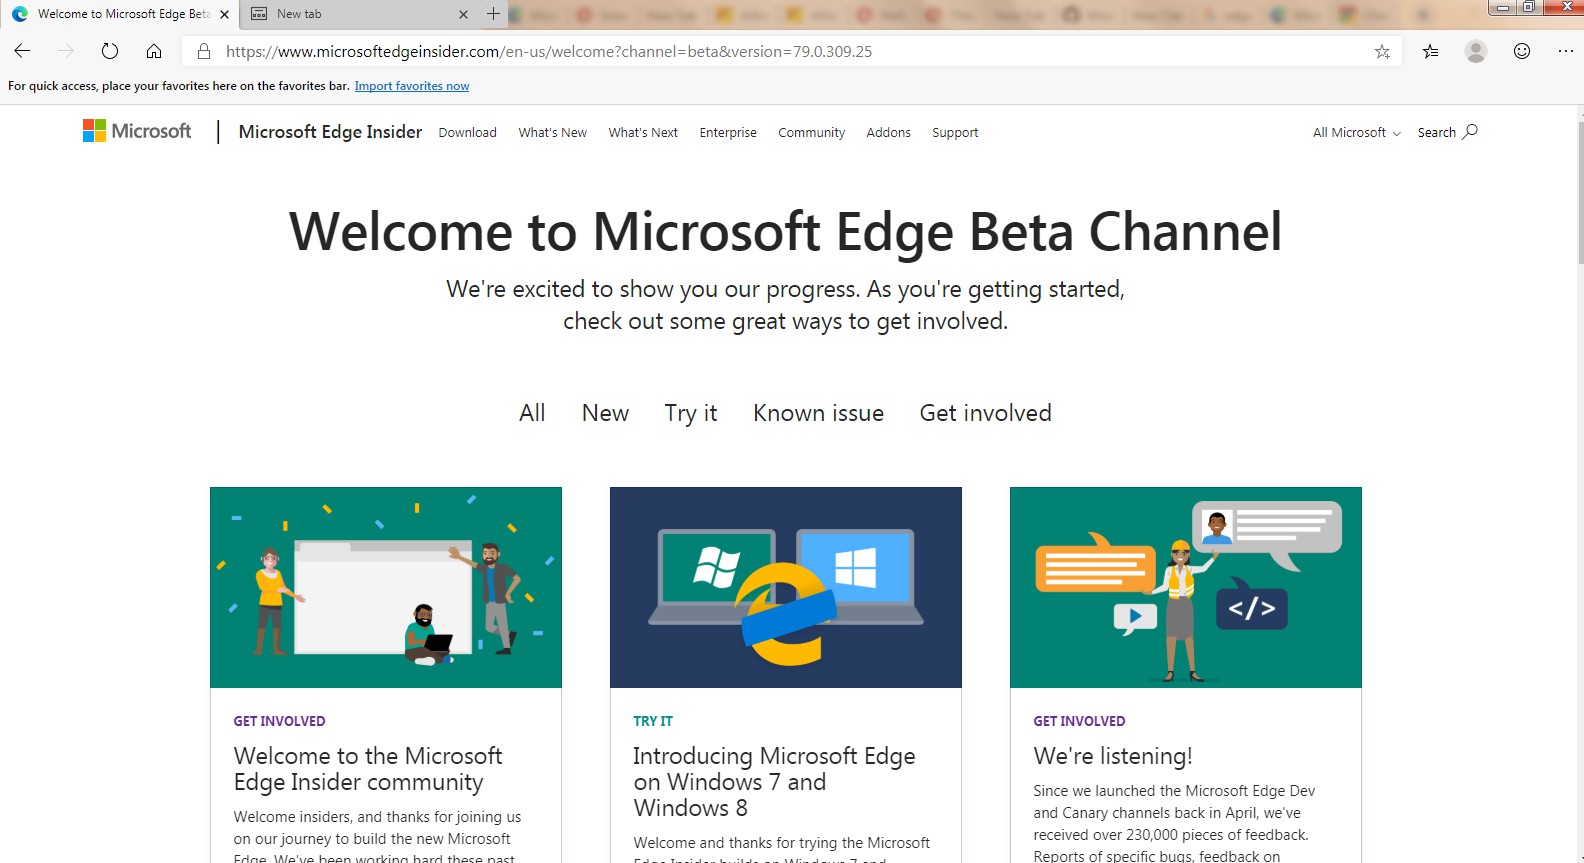 Welcome to Microsoft Edge Beta
New tab
https://www.microsoftedgeinsider.com/en-us/welcome?channel=beta&version=79.0.309.25
For quick access, place your favorites here on the favorites bar. Import favorites now
Microsoft | Microsoft Edge Insider Download What's New What's Next Enterprise Community Addons Support All Microsoft Search
Welcome to Microsoft Edge Beta Channel
We're excited to show you our progress. As you're getting started,
check out some great ways to get involved.
All New Try it Known issue Get involved
</>
GET INVOLVED
Welcome to the Microsoft
Edge Insider community
Welcome insiders, and thanks for joining us
on our journey to build the new Microsoft
Edge. We've been working hard these past
TRY IT
Introducing Microsoft Edge
on Windows 7 and
Windows 8
Welcome and thanks for trying the Microsoft
Edge Insider builds on Windows 7 and
GET INVOLVED
We're listening!
Since we launched the Microsoft Edge Dev
and Canary channels back in April, we've
received over 230,000 pieces of feedback.
Reports of specific bugs, feedback on